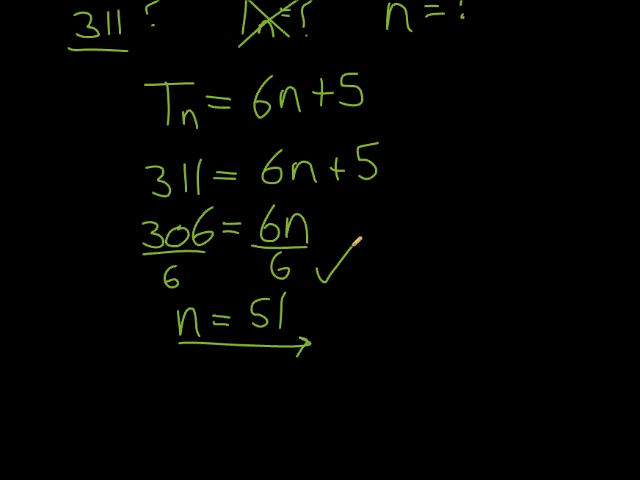 311 ? n = ? n = ?
Tn = 6n + 5
311 = 6n + 5
306/6 = 6n/6 ✓
n = 51